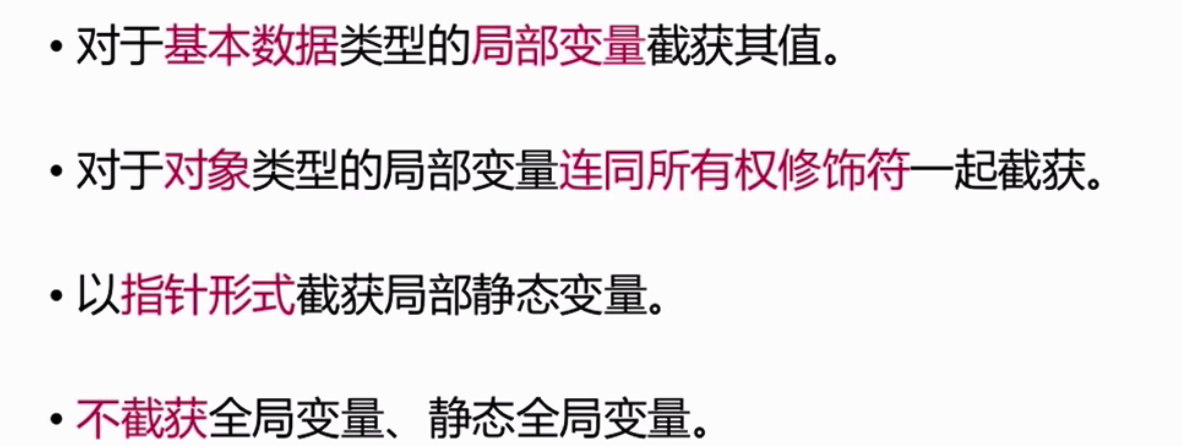 • 对于基本数据类型的局部变量截获其值。
• 对于对象类型的局部变量连同所有权修饰符一起截获。
• 以指针形式截获局部静态变量。
• 不截获全局变量、静态全局变量。